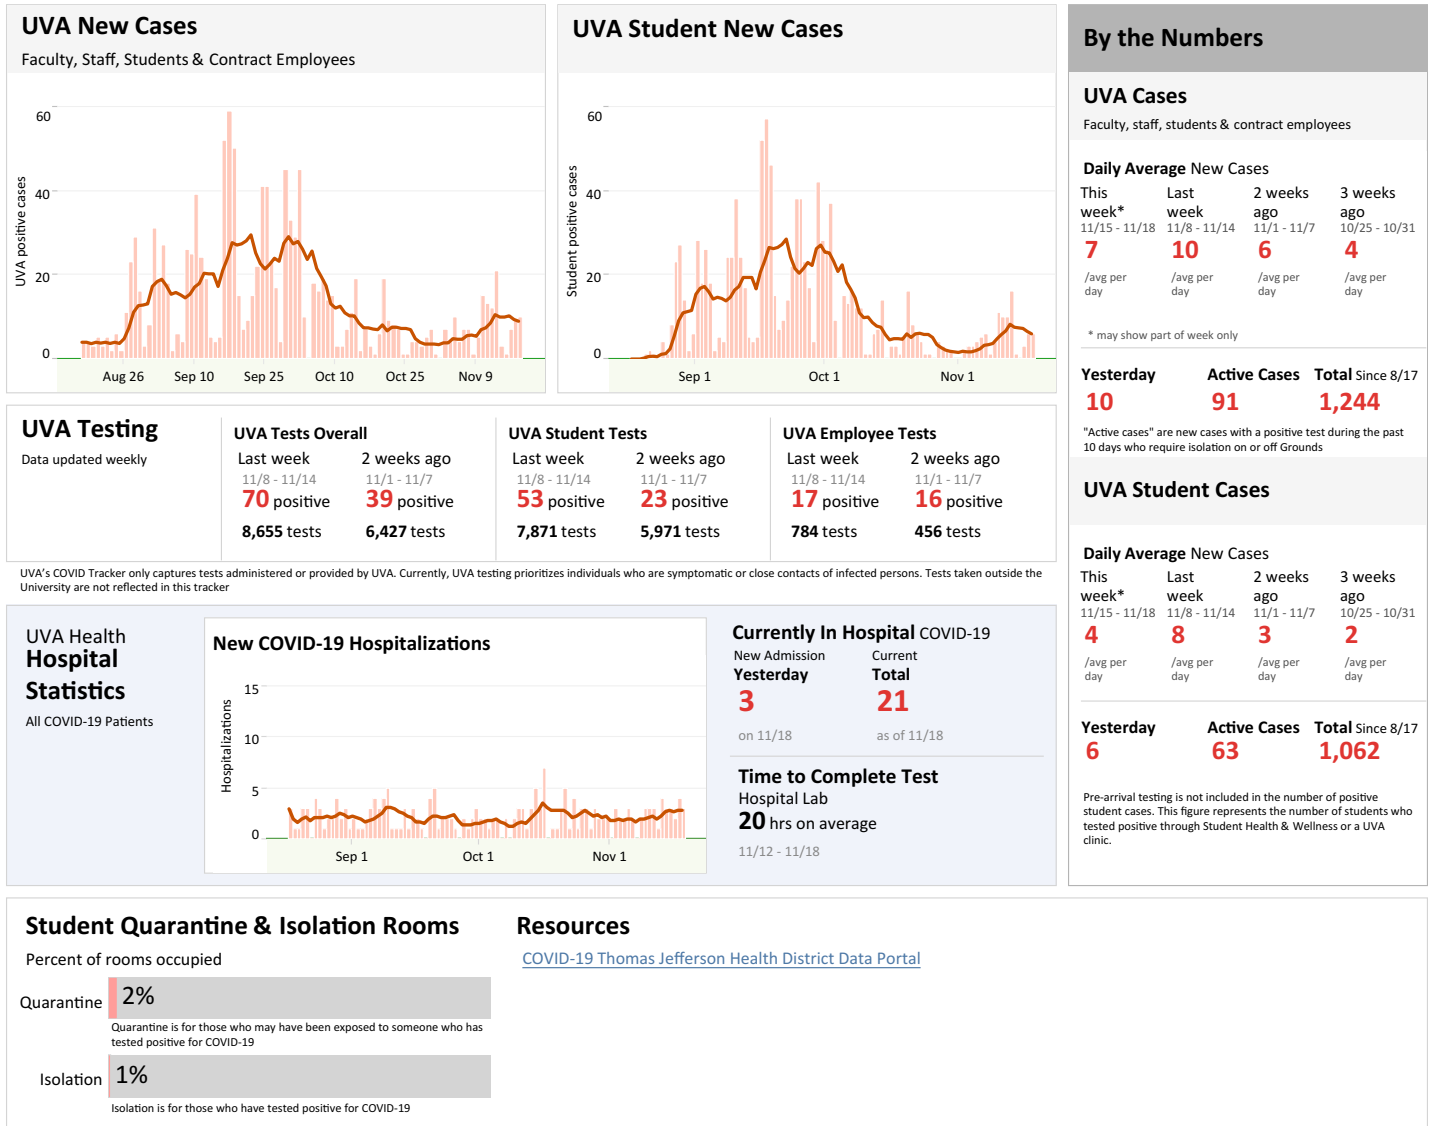 UVA New Cases
Faculty, Staff, Students & Contract Employees
UVA positive cases
60
40
20
0
Aug 26 Sep 10 Sep 25 Oct 10 Oct 25 Nov 9
UVA Student New Cases
Student positive cases
60
40
20
0
Sep 1 Oct 1 Nov 1
By the Numbers
UVA Cases
Faculty, staff, students & contract employees
Daily Average New Cases
This Last 2 weeks 3 weeks
week* week ago ago
11/15 - 11/18 11/8 - 11/14 11/1 - 11/7 10/25 - 10/31
7 10 6 4
/avg per /avg per /avg per /avg per
day day day day
* may show part of week only
Yesterday Active Cases Total Since 8/17
10 91 1,244
"Active cases" are new cases with a positive test during the past
10 days who require isolation on or off Grounds
UVA Student Cases
Daily Average New Cases
This Last 2 weeks 3 weeks
week* week ago ago
11/15 - 11/18 11/8 - 11/14 11/1 - 11/7 10/25 - 10/31
4 8 3 2
/avg per /avg per /avg per /avg per
day day day day
Yesterday Active Cases Total Since 8/17
6 63 1,062
Pre-arrival testing is not included in the number of positive
student cases. This figure represents the number of students who
tested positive through Student Health & Wellness or a UVA
clinic.
UVA Testing
Data updated weekly
UVA Tests Overall
Last week 2 weeks ago
11/8 - 11/14 11/1 - 11/7
70 positive 39 positive
8,655 tests 6,427 tests
UVA Student Tests
Last week 2 weeks ago
11/8 - 11/14 11/1 - 11/7
53 positive 23 positive
7,871 tests 5,971 tests
UVA Employee Tests
Last week 2 weeks ago
11/8 - 11/14 11/1 - 11/7
17 positive 16 positive
784 tests 456 tests
UVA's COVID Tracker only captures tests administered or provided by UVA. Currently, UVA testing prioritizes individuals who are symptomatic or close contacts of infected persons. Tests taken outside the
University are not reflected in this tracker
UVA Health
Hospital
Statistics
All COVID-19 Patients
New COVID-19 Hospitalizations
Hospitalizations
15
10
5
0
Sep 1 Oct 1 Nov 1
Currently In Hospital COVID-19
New Admission Current
Yesterday Total
3 21
on 11/18 as of 11/18
Time to Complete Test
Hospital Lab
20 hrs on average
11/12 - 11/18
Student Quarantine & Isolation Rooms
Percent of rooms occupied
Quarantine 2%
Quarantine is for those who may have been exposed to someone who has
tested positive for COVID-19
Isolation 1%
Isolation is for those who have tested positive for COVID-19
Resources
COVID-19 Thomas Jefferson Health District Data Portal